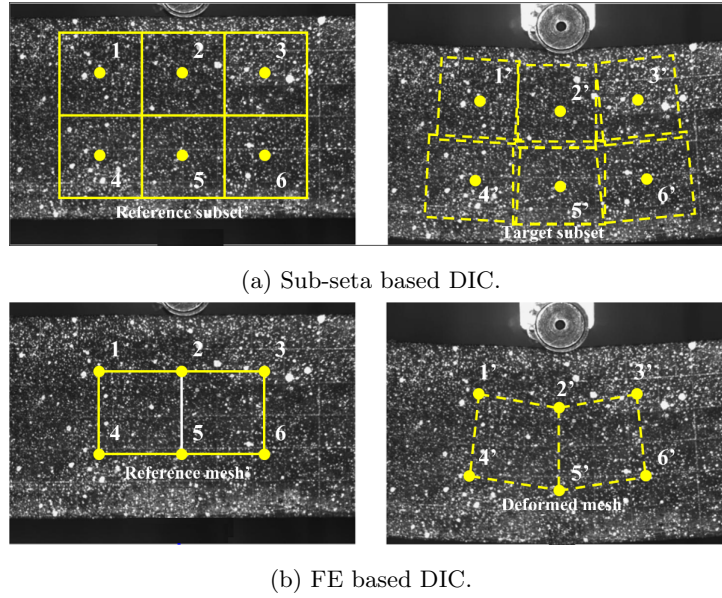 1 2 3
4 5 6
Reference subset
1’ 2’ 3’
4’ 5’ 6’
Target subset
(a) Sub-seta based DIC.
1 2 3
4 5 6
Reference mesh
1’ 2’ 3’
4’ 5’ 6’
Deformed mesh
(b) FE based DIC.